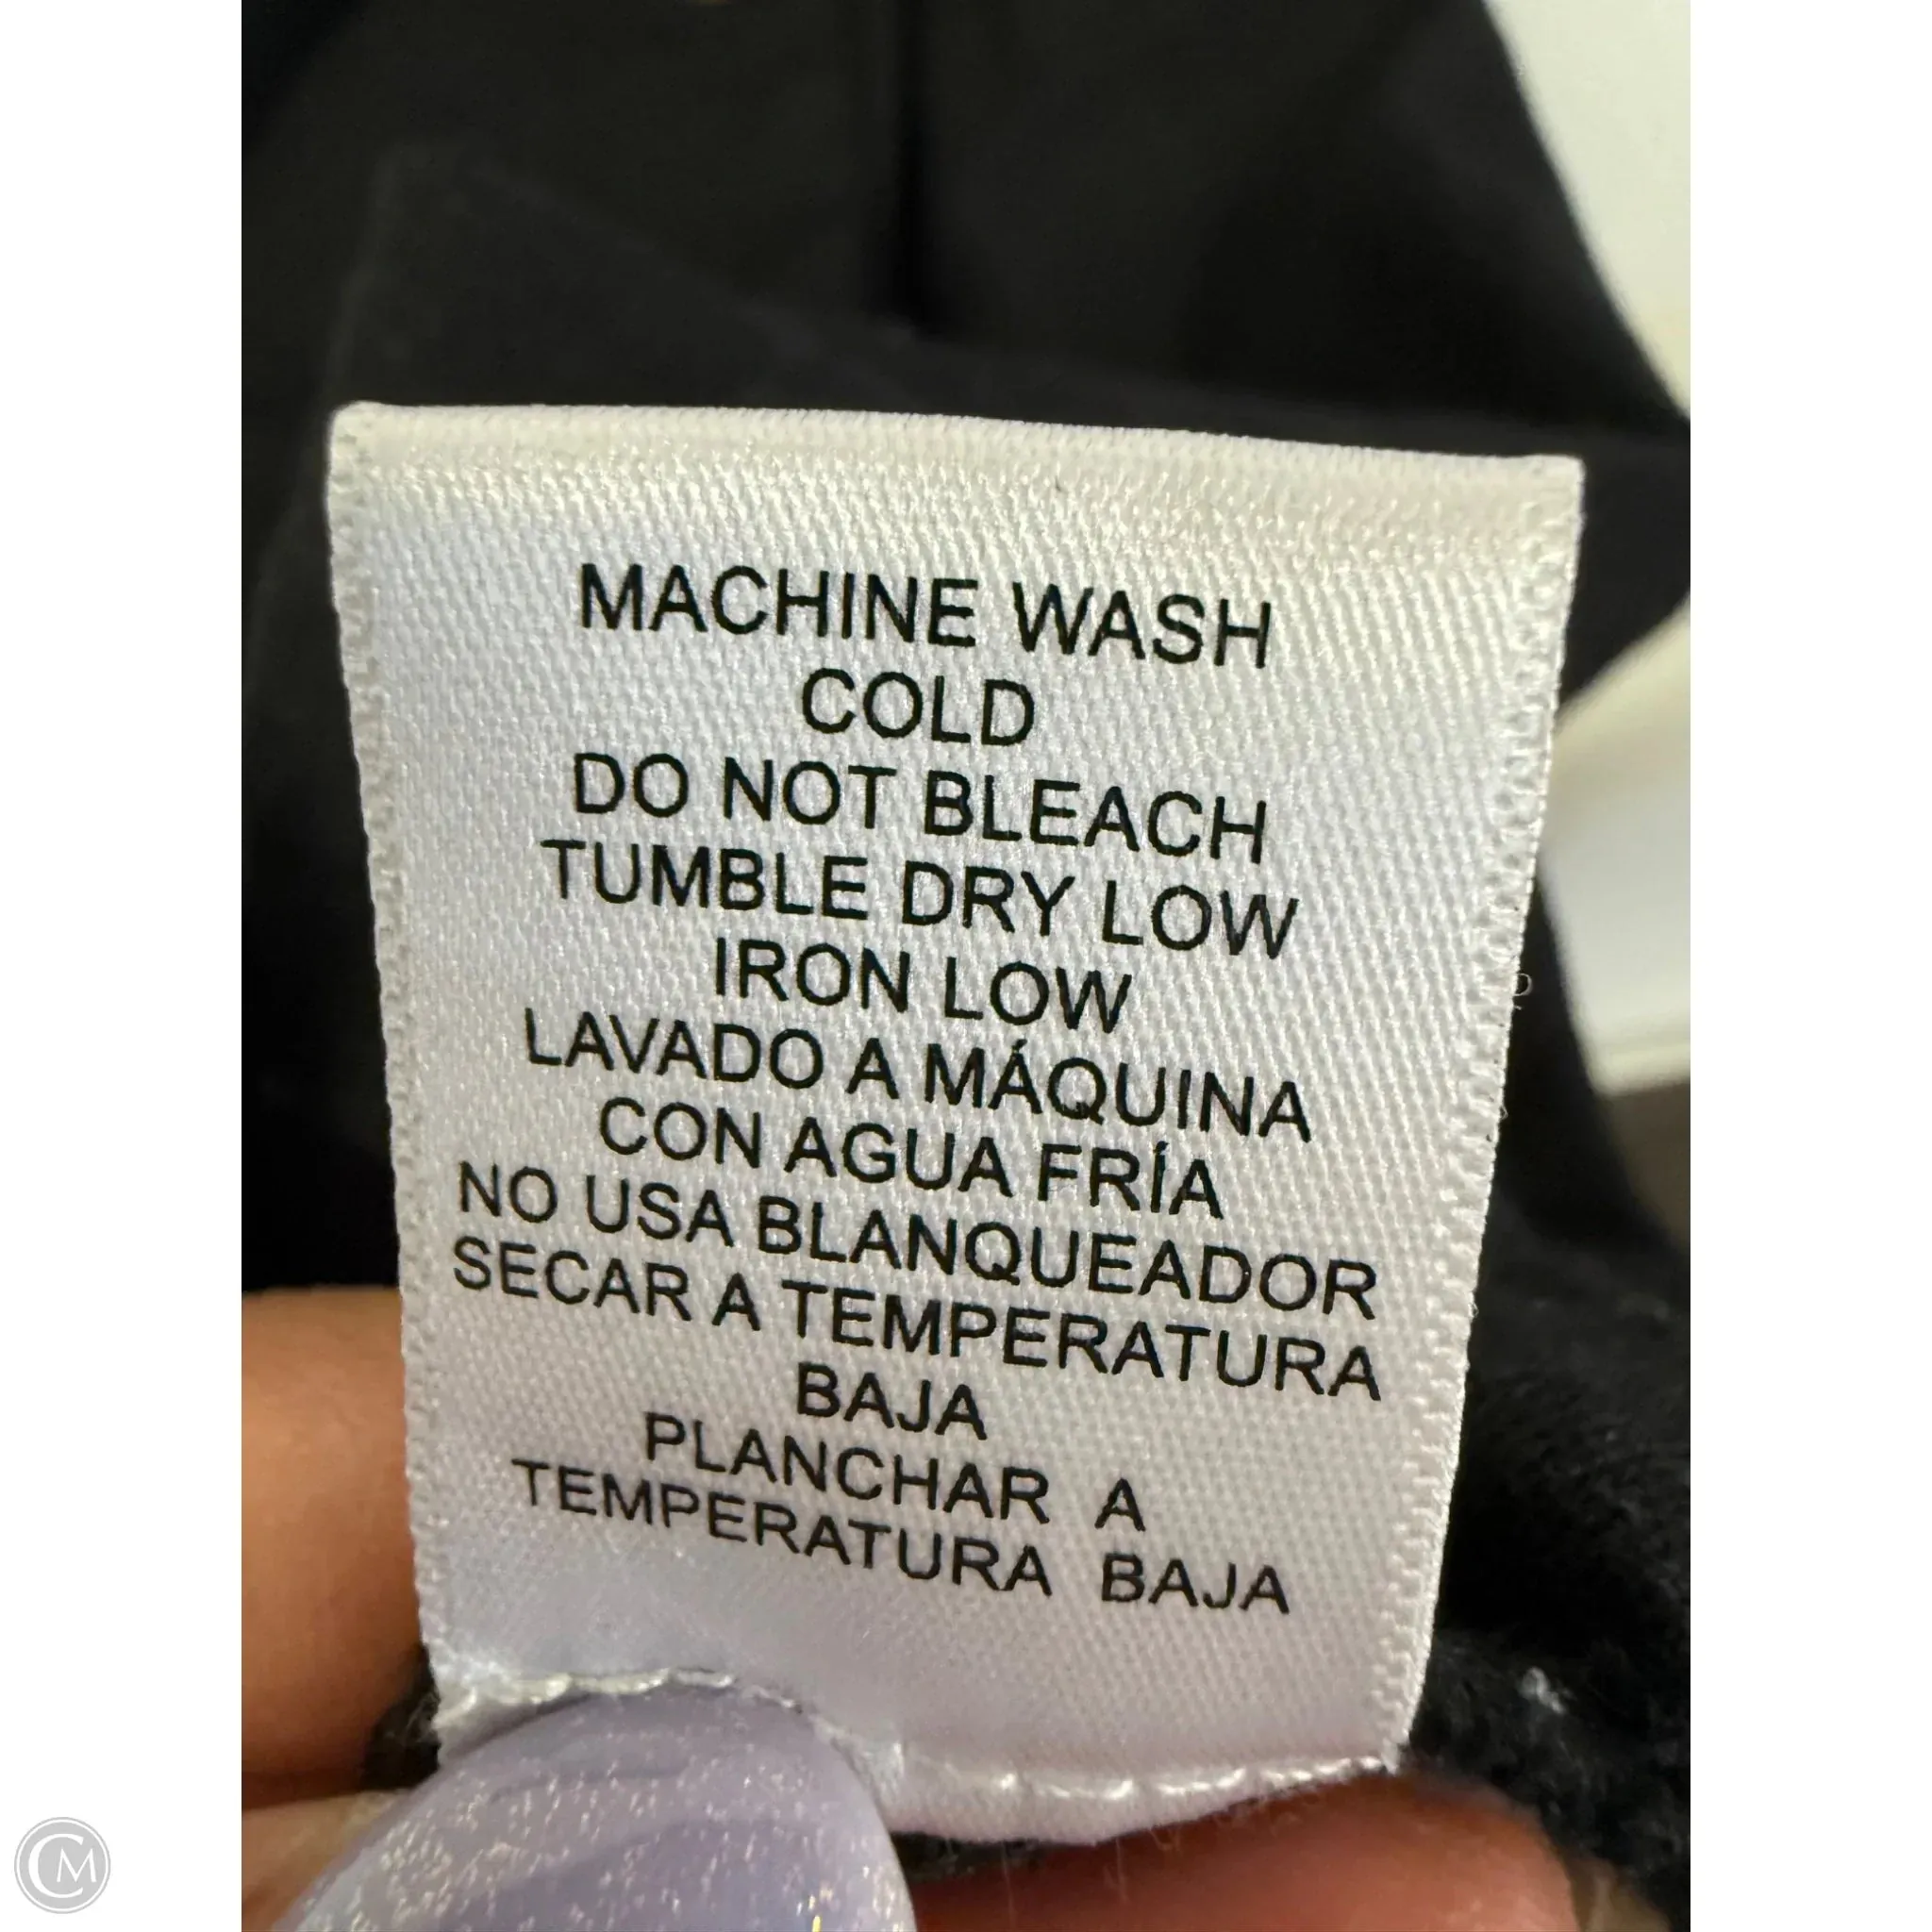 MACHINE WASH
COLD
DO NOT BLEACH
TUMBLE DRY LOW
IRON LOW
LAVADO A MÁQUINA
CON AGUA FRÍA
NO USA BLANQUEADOR
SECAR A TEMPERATURA
BAJA
PLANCHAR A
TEMPERATURA BAJA
CM